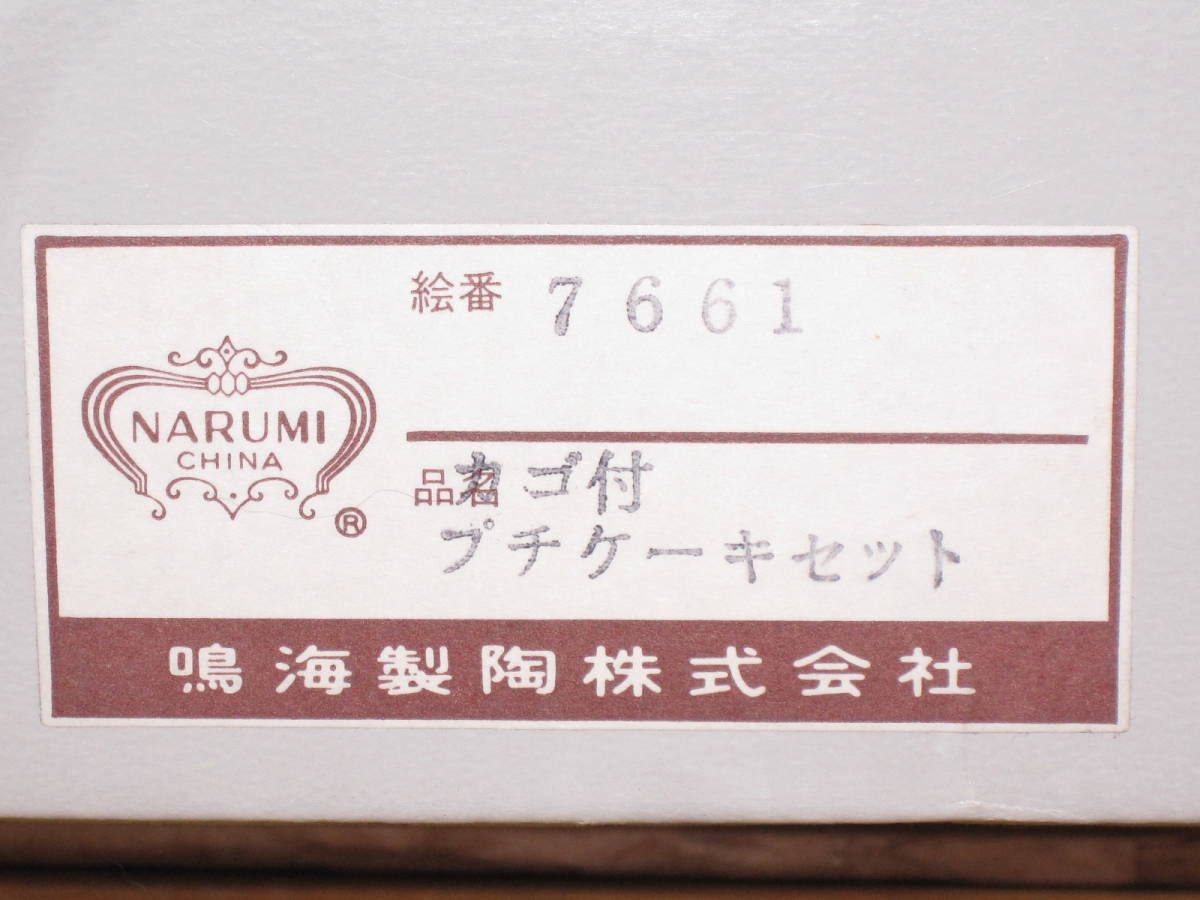 絵番 7661
NARUMI
CHINA
®
品名 カゴ付
プチケーキセット
鳴海製陶株式会社